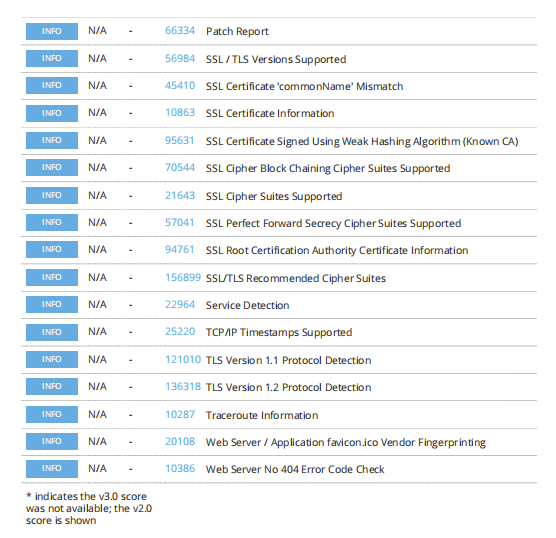 INFO N/A - 66334 Patch Report
INFO N/A - 56984 SSL / TLS Versions Supported
INFO N/A - 45410 SSL Certificate 'commonName' Mismatch
INFO N/A - 10863 SSL Certificate Information
INFO N/A - 95631 SSL Certificate Signed Using Weak Hashing Algorithm (Known CA)
INFO N/A - 70544 SSL Cipher Block Chaining Cipher Suites Supported
INFO N/A - 21643 SSL Cipher Suites Supported
INFO N/A - 57041 SSL Perfect Forward Secrecy Cipher Suites Supported
INFO N/A - 94761 SSL Root Certification Authority Certificate Information
INFO N/A - 156899 SSL/TLS Recommended Cipher Suites
INFO N/A - 22964 Service Detection
INFO N/A - 25220 TCP/IP Timestamps Supported
INFO N/A - 121010 TLS Version 1.1 Protocol Detection
INFO N/A - 136318 TLS Version 1.2 Protocol Detection
INFO N/A - 10287 Traceroute Information
INFO N/A - 20108 Web Server / Application favicon.ico Vendor Fingerprinting
INFO N/A - 10386 Web Server No 404 Error Code Check
* indicates the v3.0 score
was not available; the v2.0
score is shown